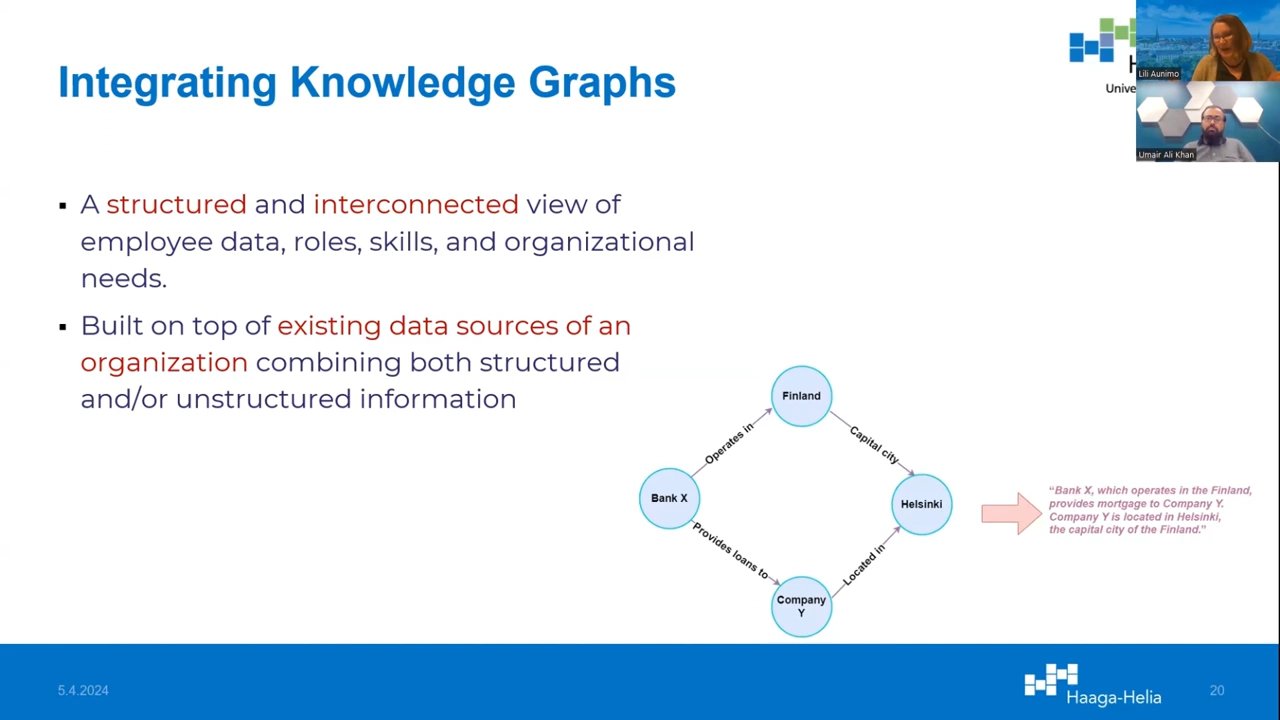 Integrating Knowledge Graphs
H
Unive
Lili Aunimo
Umair Ali Khan
▪ A structured and interconnected view of
employee data, roles, skills, and organizational
needs.
▪ Built on top of existing data sources of an
organization combining both structured
and/or unstructured information
Finland
Operates in
Capital city
Bank X
Helsinki
Provides loans to
Located in
Company
Y
“Bank X, which operates in the Finland,
provides mortgage to Company Y.
Company Y is located in Helsinki,
the capital city of the Finland.”
5.4.2024
Haaga-Helia
20